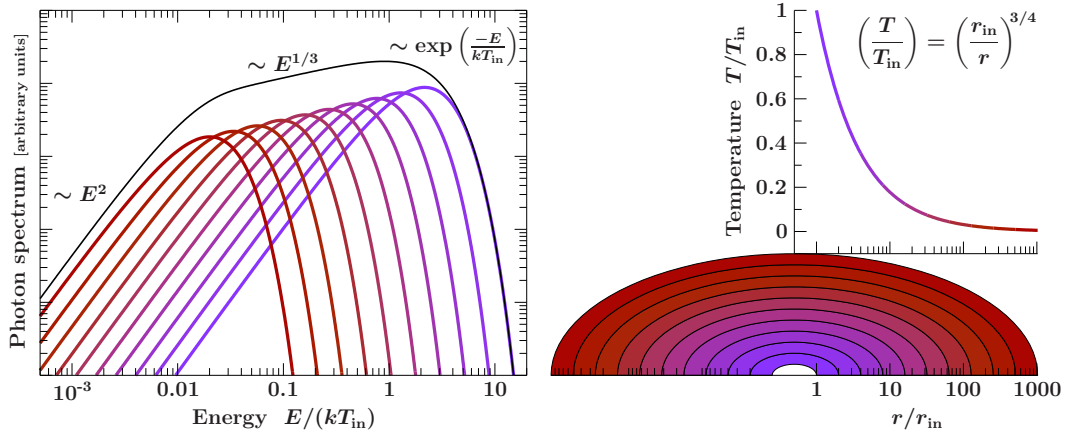 Photon spectrum [arbitrary units]
∼ E^2
∼ E^{1/3}
∼ exp(−E/kT_in)
10^{−3} 0.01 0.1 1 10
Energy E/(kT_in)
Temperature T/T_in
1
0.8
0.6
0.4
0.2
0
(T/T_in) = (r_in/r)^{3/4}
1 10 100 1000
r/r_in